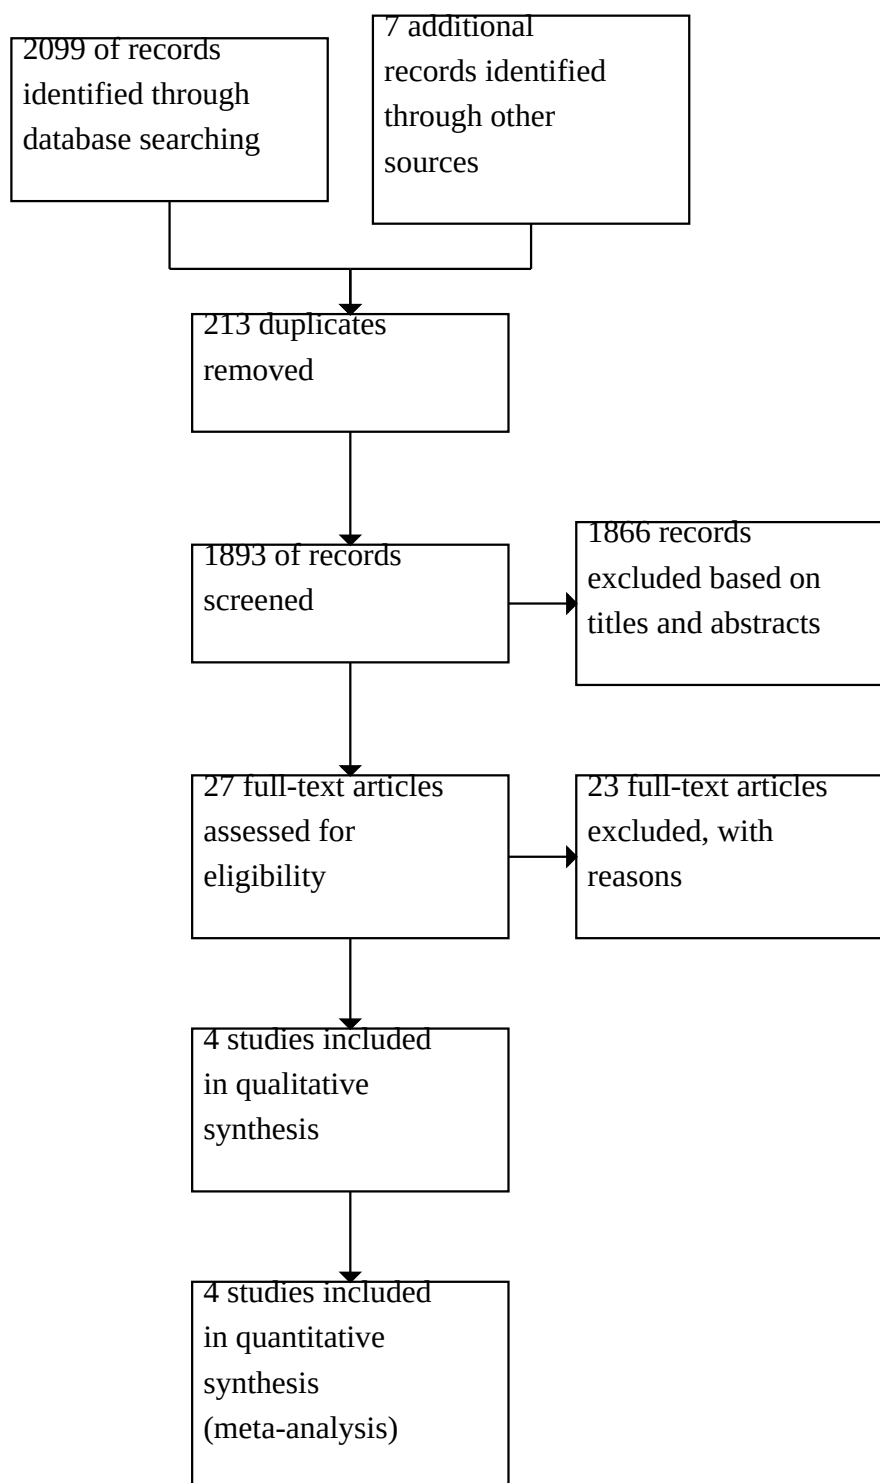 2099 of records
identified through
database searching
7 additional
records identified
through other
sources
213 duplicates
removed
1893 of records
screened
1866 records
excluded based on
titles and abstracts
27 full-text articles
assessed for
eligibility
23 full-text articles
excluded, with
reasons
4 studies included
in qualitative
synthesis
4 studies included
in quantitative
synthesis
(meta-analysis)